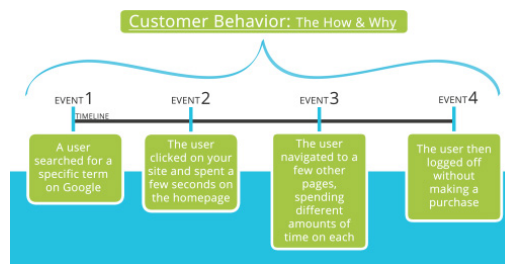 Customer Behavior: The How & Why
EVENT1
EVENT2
EVENT3
EVENT4
TIMELINE
A user
searched for a
specific term
on Google
The user
clicked on your
site and spent a
few seconds on
the homepage
The user
navigated to a
few other
pages,
spending
different
amounts of
time on each
The user then
logged off
without
making a
purchase